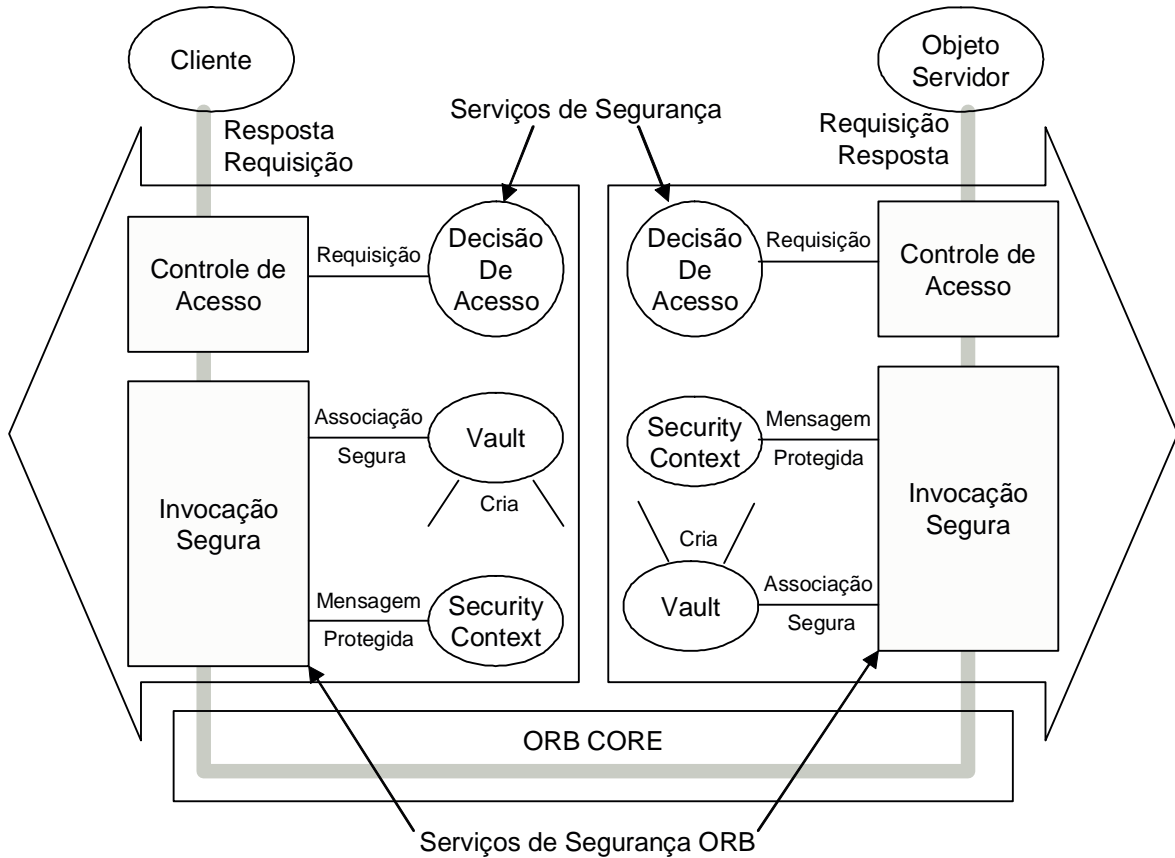 Cliente
Objeto
Servidor
Serviços de Segurança
Resposta
Requisição
Requisição
Resposta
Controle de
Acesso
Requisição
Decisão
De
Acesso
Decisão
De
Acesso
Requisição
Controle de
Acesso
Invocação
Segura
Associação
Segura
Vault
Cria
Mensagem
Protegida
Security
Context
Security
Context
Mensagem
Protegida
Cria
Vault
Associação
Segura
Invocação
Segura
ORB CORE
Serviços de Segurança ORB